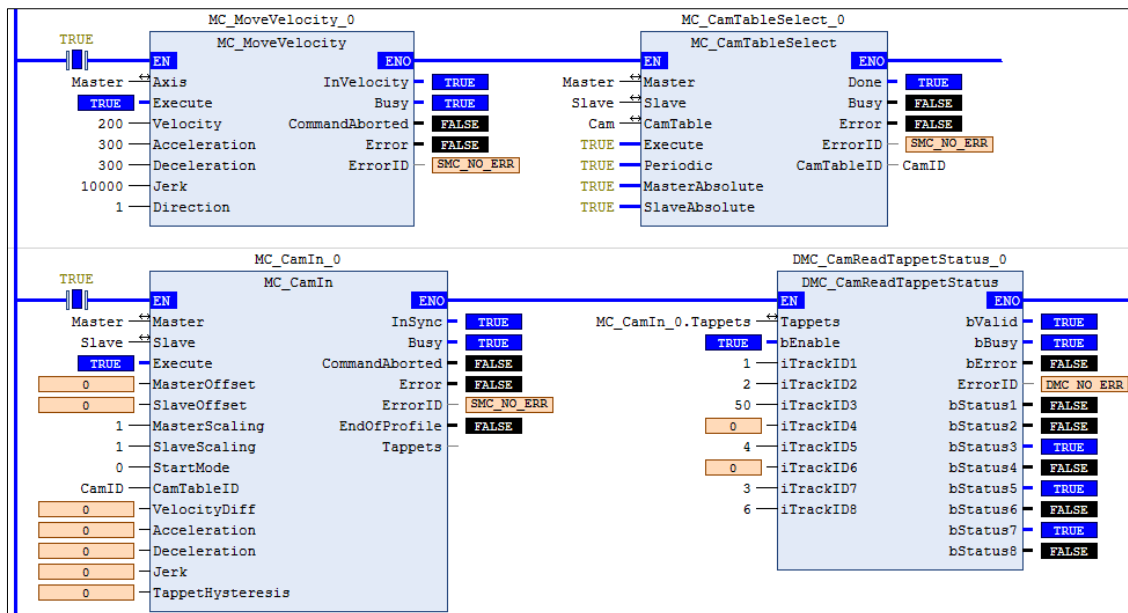 MC_MoveVelocity_0 MC_CamTableSelect_0
TRUE MC_MoveVelocity MC_CamTableSelect
EN ENO EN ENO
Master Axis InVelocity TRUE Master Master Done TRUE
TRUE Execute Busy TRUE Slave Slave Busy FALSE
200 Velocity CommandAborted FALSE Cam CamTable Error FALSE
300 Acceleration Error FALSE TRUE Execute ErrorID SMC_NO_ERR
300 Deceleration ErrorID SMC_NO_ERR TRUE Periodic CamTableID CamID
10000 Jerk TRUE MasterAbsolute
1 Direction TRUE SlaveAbsolute
MC_CamIn_0 DMC_CamReadTappetStatus_0
TRUE MC_CamIn DMC_CamReadTappetStatus
EN ENO EN ENO
Master Master InSync TRUE MC_CamIn_0.Tappets Tappets bValid TRUE
Slave Slave Busy TRUE TRUE bEnable bBusy TRUE
TRUE Execute CommandAborted FALSE 1 iTrackID1 bError FALSE
0 MasterOffset Error FALSE 2 iTrackID2 ErrorID DMC_NO_ERR
0 SlaveOffset ErrorID SMC_NO_ERR 50 iTrackID3 bStatus1 FALSE
1 MasterScaling EndOfProfile FALSE 0 iTrackID4 bStatus2 FALSE
1 SlaveScaling Tappets 4 iTrackID5 bStatus3 TRUE
0 StartMode 0 iTrackID6 bStatus4 FALSE
CamID CamTableID 3 iTrackID7 bStatus5 TRUE
0 VelocityDiff 6 iTrackID8 bStatus6 FALSE
0 Acceleration bStatus7 TRUE
0 Deceleration bStatus8 FALSE
0 Jerk
0 TappetHysteresis